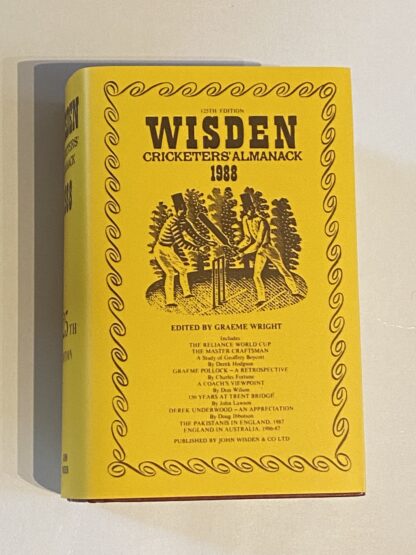 125TH EDITION
WISDEN
CRICKETERS' ALMANACK
1988
EDITED BY GRAEME WRIGHT
Includes:
THE RELIANCE WORLD CUP
THE MASTER CRAFTSMAN
A Study of Geoffrey Boycott
By Derek Hodgson
GRAEME POLLOCK – A RETROSPECTIVE
By Charles Fortune
A COACH'S VIEWPOINT
By Don Wilson
150 YEARS AT TRENT BRIDGE
By John Lawson
DEREK UNDERWOOD – AN APPRECIATION
By Doug Ibbotson
THE PAKISTANIS IN ENGLAND, 1987
ENGLAND IN AUSTRALIA, 1986-87
PUBLISHED BY JOHN WISDEN & CO LTD